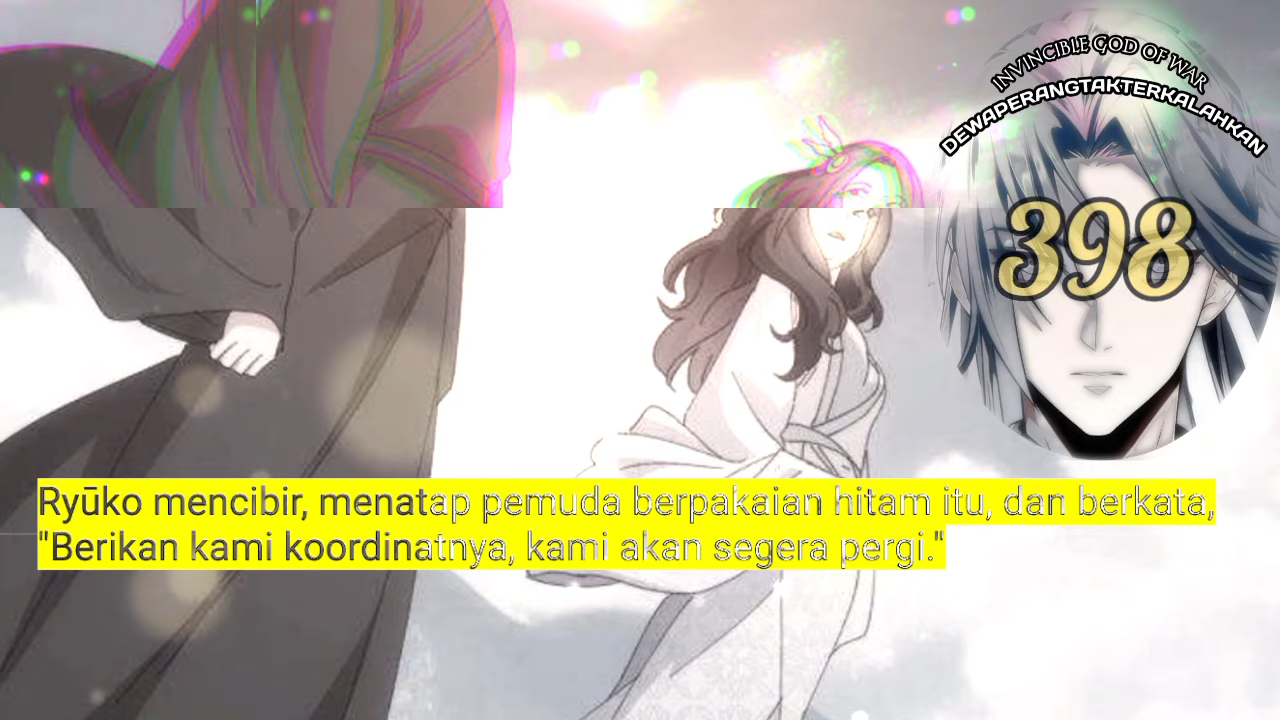 INVINCIBLE GOD OF WAR
DEWAPERANGTAKTERKALAHKAN
398
Ryūko mencibir, menatap pemuda berpakaian hitam itu, dan berkata,
"Berikan kami koordinatnya, kami akan segera pergi."